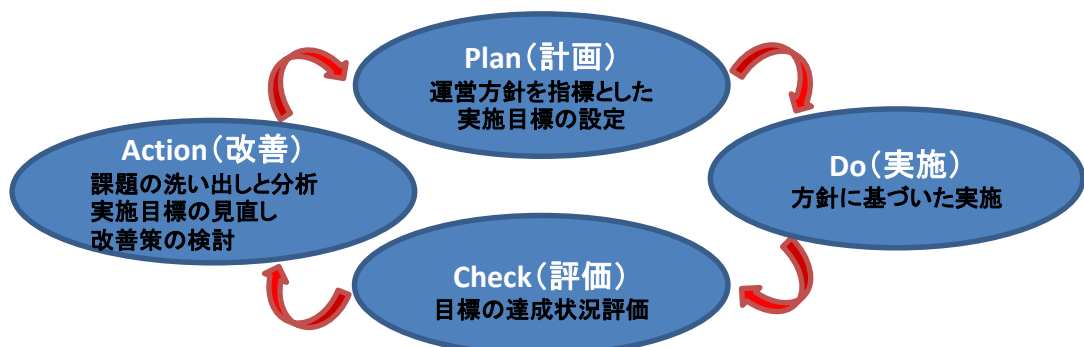 Plan（計画）
運営方針を指標とした
実施目標の設定
Do（実施）
方針に基づいた実施
Check（評価）
目標の達成状況評価
Action（改善）
課題の洗い出しと分析
実施目標の見直し
改善策の検討